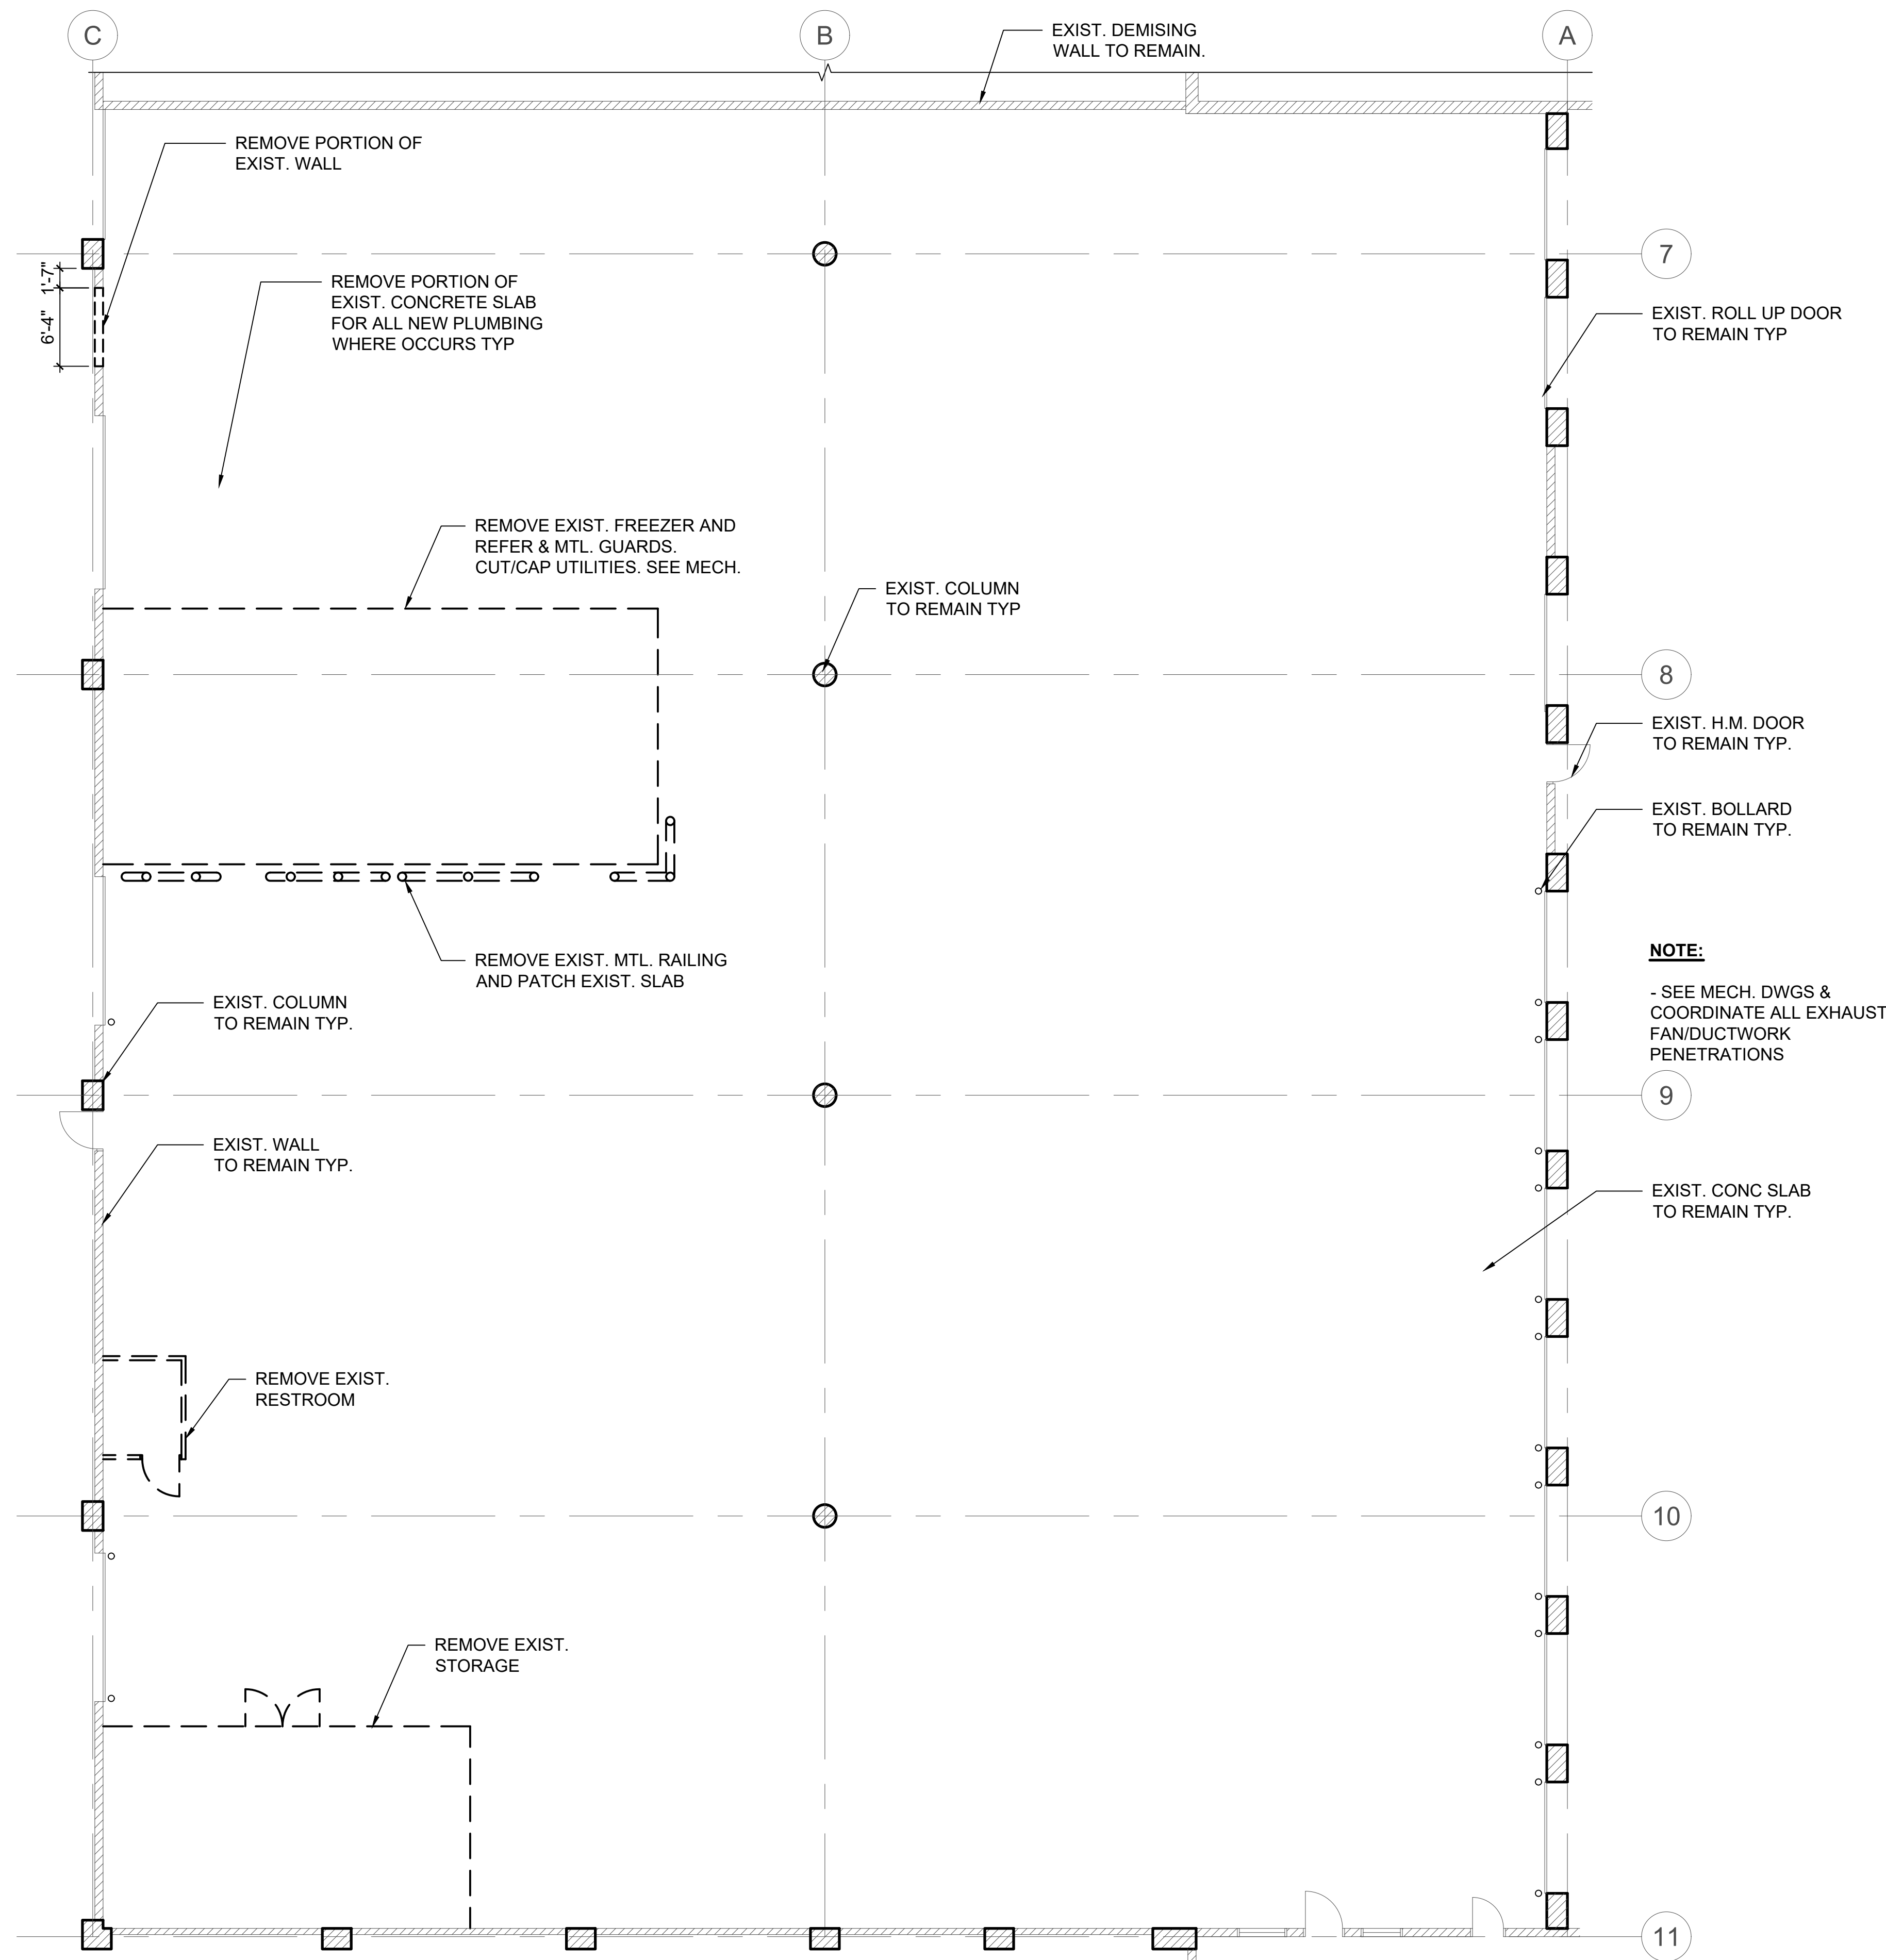 C
B
A
EXIST. DEMISING
WALL TO REMAIN.
REMOVE PORTION OF
EXIST. WALL
7
1'-7"
6'-4"
REMOVE PORTION OF
EXIST. CONCRETE SLAB
FOR ALL NEW PLUMBING
WHERE OCCURS TYP
EXIST. ROLL UP DOOR
TO REMAIN TYP
REMOVE EXIST. FREEZER AND
REFER & MTL. GUARDS.
CUT/CAP UTILITIES. SEE MECH.
EXIST. COLUMN
TO REMAIN TYP
8
EXIST. H.M. DOOR
TO REMAIN TYP.
EXIST. BOLLARD
TO REMAIN TYP.
NOTE:
- SEE MECH. DWGS &
COORDINATE ALL EXHAUST
FAN/DUCTWORK
PENETRATIONS
REMOVE EXIST. MTL. RAILING
AND PATCH EXIST. SLAB
EXIST. COLUMN
TO REMAIN TYP.
9
EXIST. WALL
TO REMAIN TYP.
EXIST. CONC SLAB
TO REMAIN TYP.
REMOVE EXIST.
RESTROOM
10
REMOVE EXIST.
STORAGE
11